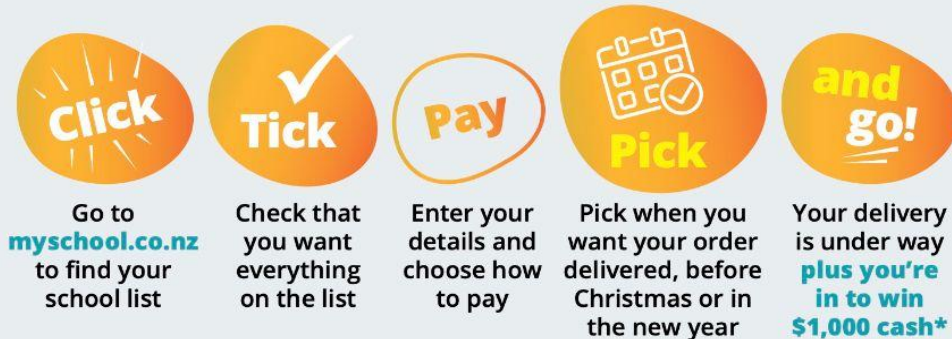 Click
Go to
myschool.co.nz
to find your
school list
Tick
Check that
you want
everything
on the list
Pay
Enter your
details and
choose how
to pay
Pick
Pick when you
want your order
delivered, before
Christmas or in
the new year
and
go!
Your delivery
is under way
plus you’re
in to win
$1,000 cash*